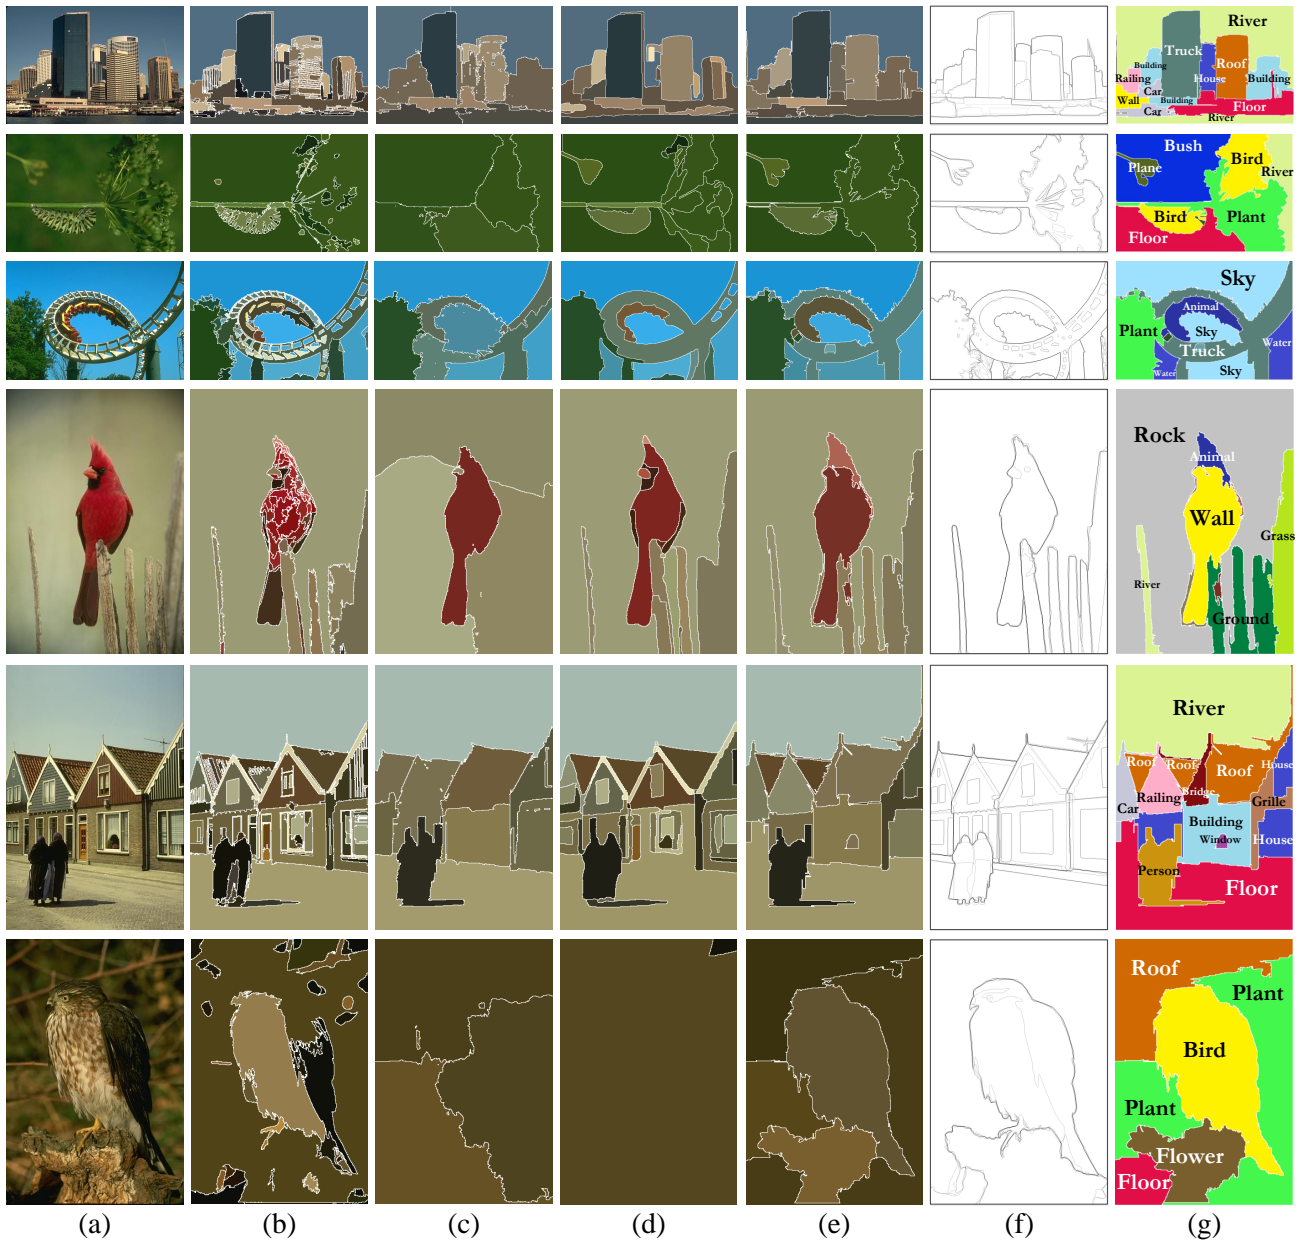 River
Truck
Building
Roof
Railing
House
Building
Car
Wall
Building
Floor
Car
River
Bush
Bird
Plane
River
Bird
Plant
Floor
Sky
Animal
Plant
Sky
Water
Truck
Water
Sky
Rock
Animal
Wall
Grass
River
Ground
River
Roof
Roof
Roof
House
Railing
Bridge
Car
Grille
Building
Window
House
Person
Floor
Roof
Plant
Bird
Plant
Flower
Floor
(a) (b) (c) (d) (e) (f) (g)